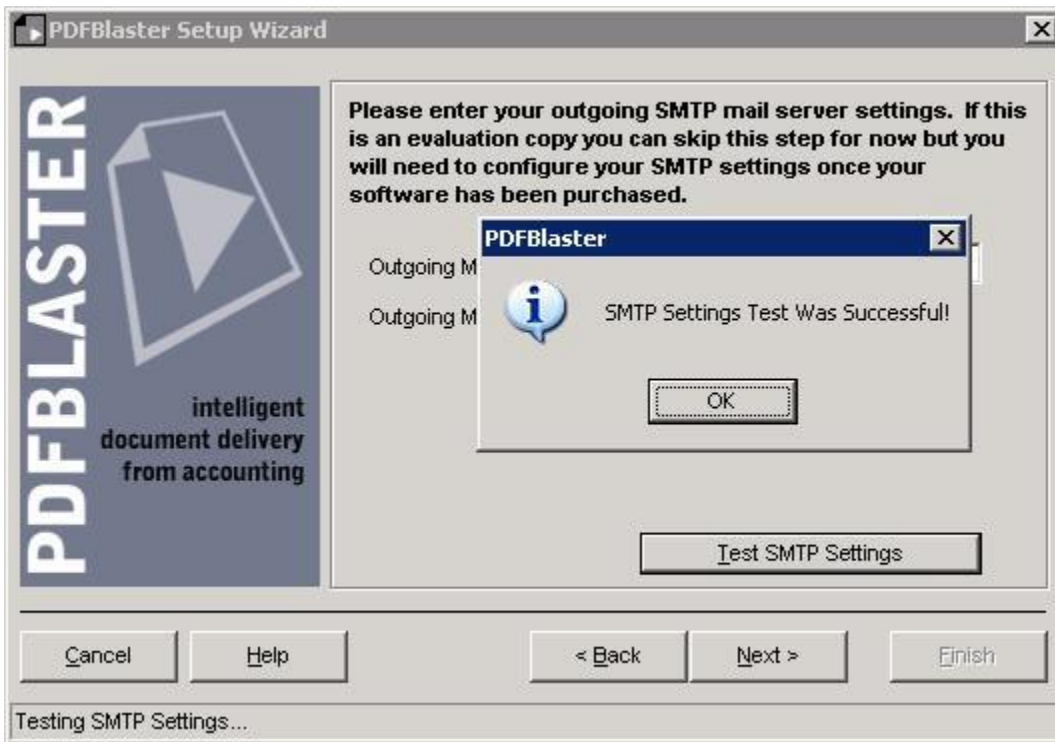 PDFBlaster Setup Wizard
PDFBLASTER
intelligent
document delivery
from accounting
Please enter your outgoing SMTP mail server settings. If this
is an evaluation copy you can skip this step for now but you
will need to configure your SMTP settings once your
software has been purchased.
Outgoing M
Outgoing M
PDFBlaster
SMTP Settings Test Was Successful!
OK
Test SMTP Settings
Cancel
Help
< Back
Next >
Finish
Testing SMTP Settings...